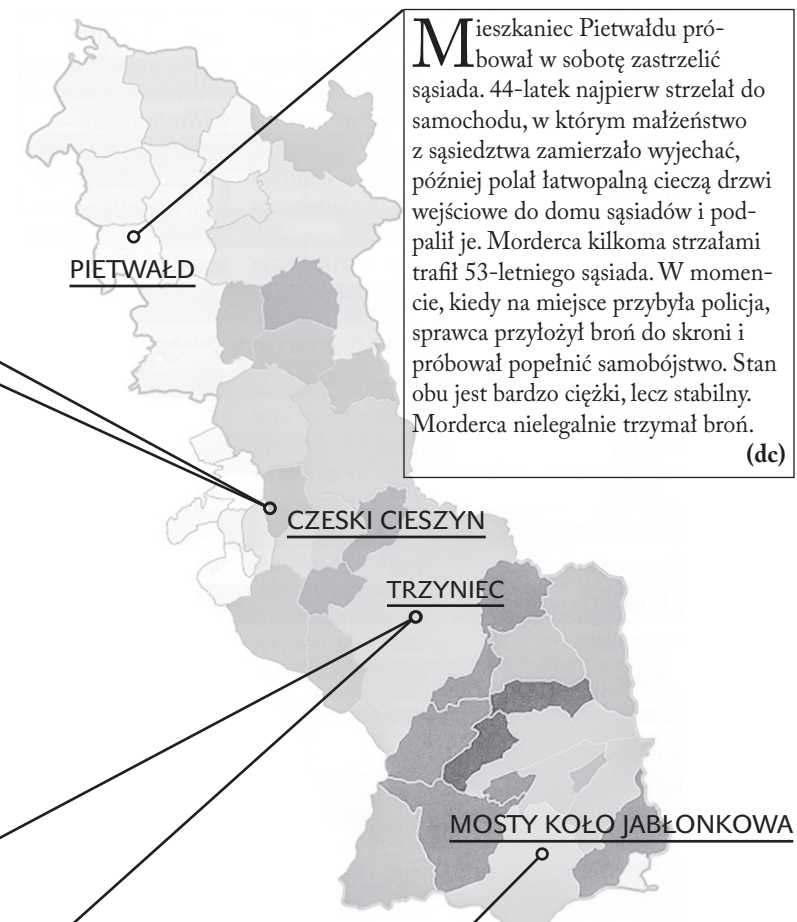 Mieszkaniec Pietwałdu pró-
bował w sobotę zastrzelić
sąsiada. 44-latek najpierw strzelał do
samochodu, w którym małżeństwo
z sąsiedztwa zamierzało wyjechać,
później polał łatwopalną cieczą drzwi
wejściowe do domu sąsiadów i pod-
palił je. Morderca kilkoma strzałami
trafił 53-letniego sąsiada. W momen-
cie, kiedy na miejsce przybyła policja,
sprawca przyłożył broń do skroni i
próbował popełnić samobójstwo. Stan
obu jest bardzo ciężki, lecz stabilny.
Morderca nielegalnie trzymał broń.
(dc)
PIETWAŁD
CZESKI CIESZYN
TRZYNIEC
MOSTY KOŁO JABŁONKOWA